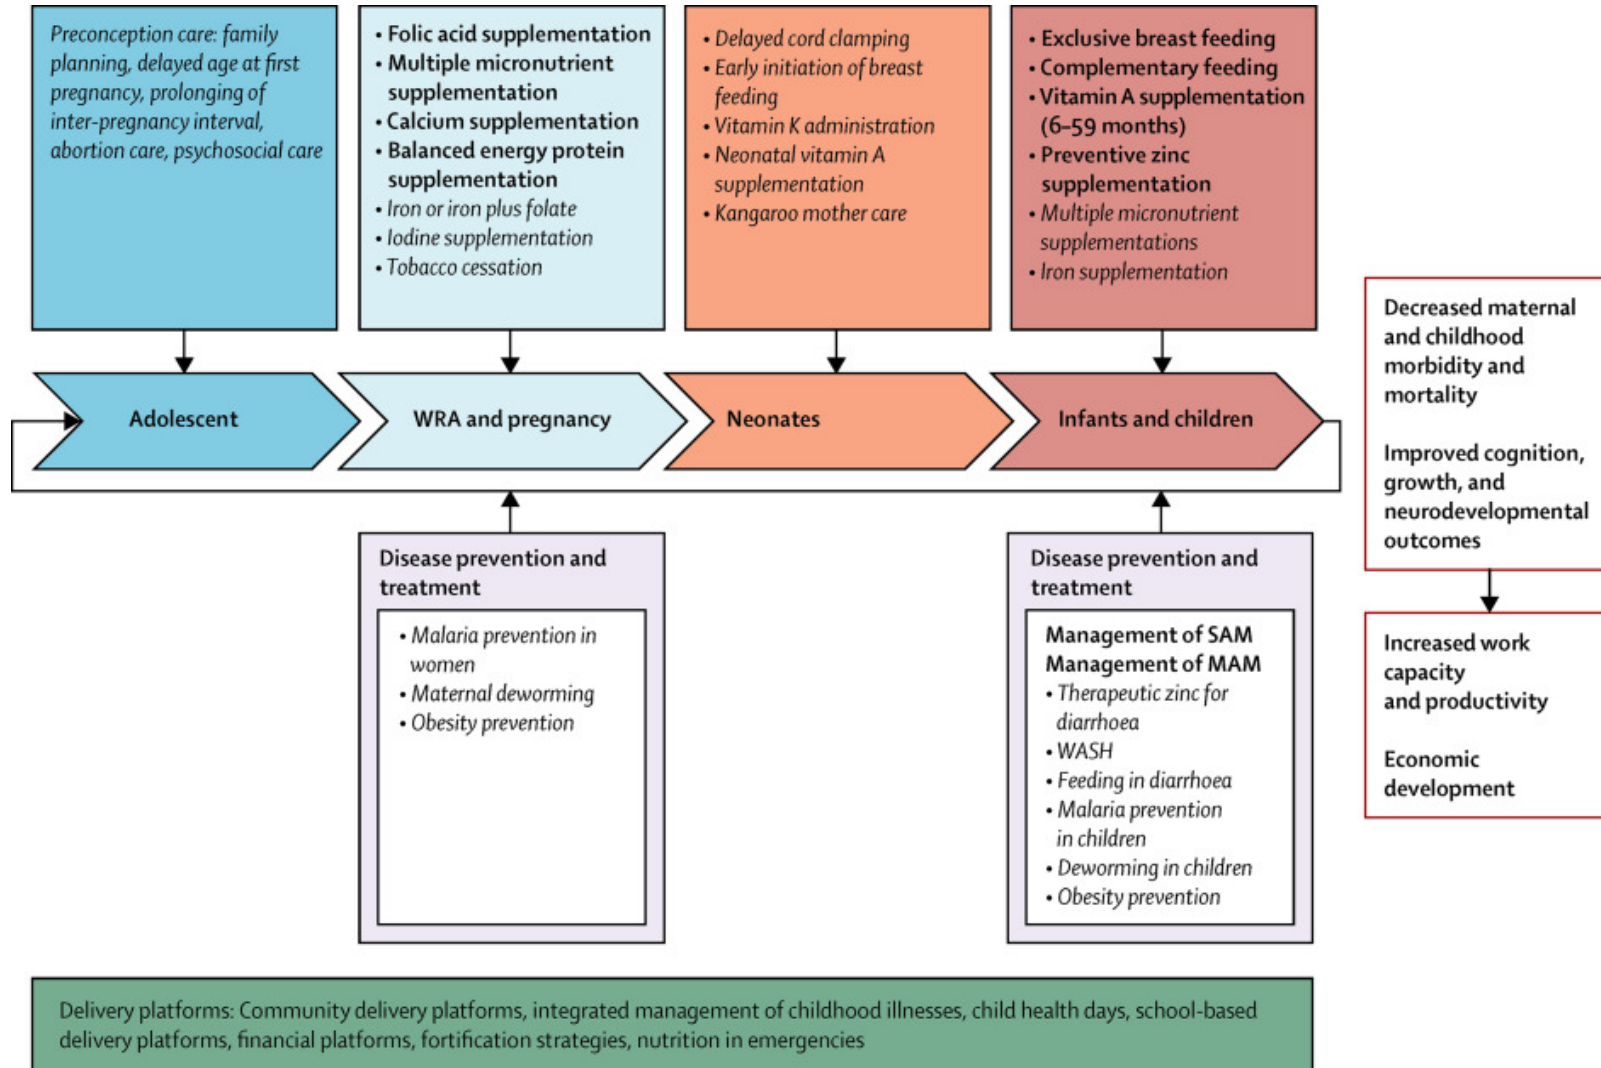 Preconception care: family
planning, delayed age at first
pregnancy, prolonging of
inter-pregnancy interval,
abortion care, psychosocial care
• Folic acid supplementation
• Multiple micronutrient
supplementation
• Calcium supplementation
• Balanced energy protein
supplementation
• Iron or iron plus folate
• Iodine supplementation
• Tobacco cessation
• Delayed cord clamping
• Early initiation of breast
feeding
• Vitamin K administration
• Neonatal vitamin A
supplementation
• Kangaroo mother care
• Exclusive breast feeding
• Complementary feeding
• Vitamin A supplementation
(6–59 months)
• Preventive zinc
supplementation
• Multiple micronutrient
supplementations
• Iron supplementation
Adolescent
WRA and pregnancy
Neonates
Infants and children
Disease prevention and
treatment
• Malaria prevention in
women
• Maternal deworming
• Obesity prevention
Disease prevention and
treatment
Management of SAM
Management of MAM
• Therapeutic zinc for
diarrhoea
• WASH
• Feeding in diarrhoea
• Malaria prevention
in children
• Deworming in children
• Obesity prevention
Decreased maternal
and childhood
morbidity and
mortality
Improved cognition,
growth, and
neurodevelopmental
outcomes
Increased work
capacity
and productivity
Economic
development
Delivery platforms: Community delivery platforms, integrated management of childhood illnesses, child health days, school-based
delivery platforms, financial platforms, fortification strategies, nutrition in emergencies